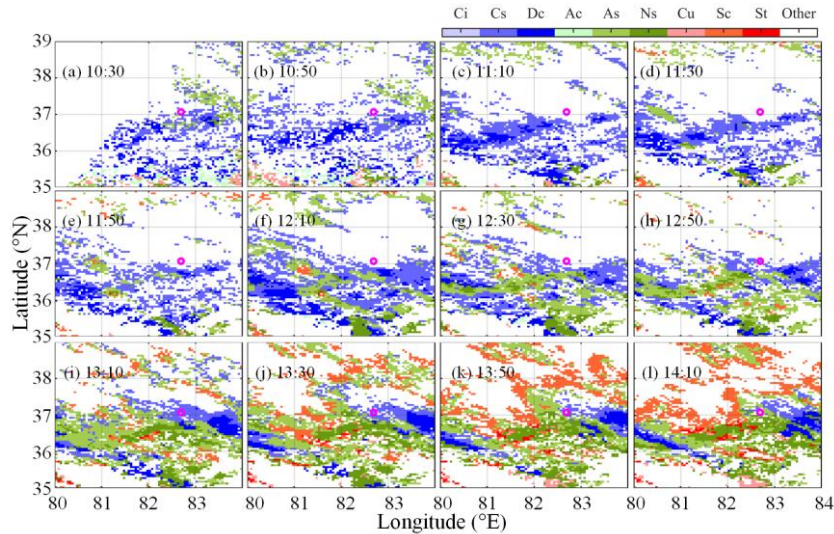 Ci Cs Dc Ac As Ns Cu Sc St Other
39
(a) 10:30 (b) 10:50 (c) 11:10 (d) 11:30
38
37
36
35
(e) 11:50 (f) 12:10 (g) 12:30 (h) 12:50
38
37
36
35
(i) 13:10 (j) 13:30 (k) 13:50 (l) 14:10
38
37
36
35
80 81 82 83 80 81 82 83 80 81 82 83 80 81 82 83 84
Latitude (°N)
Longitude (°E)